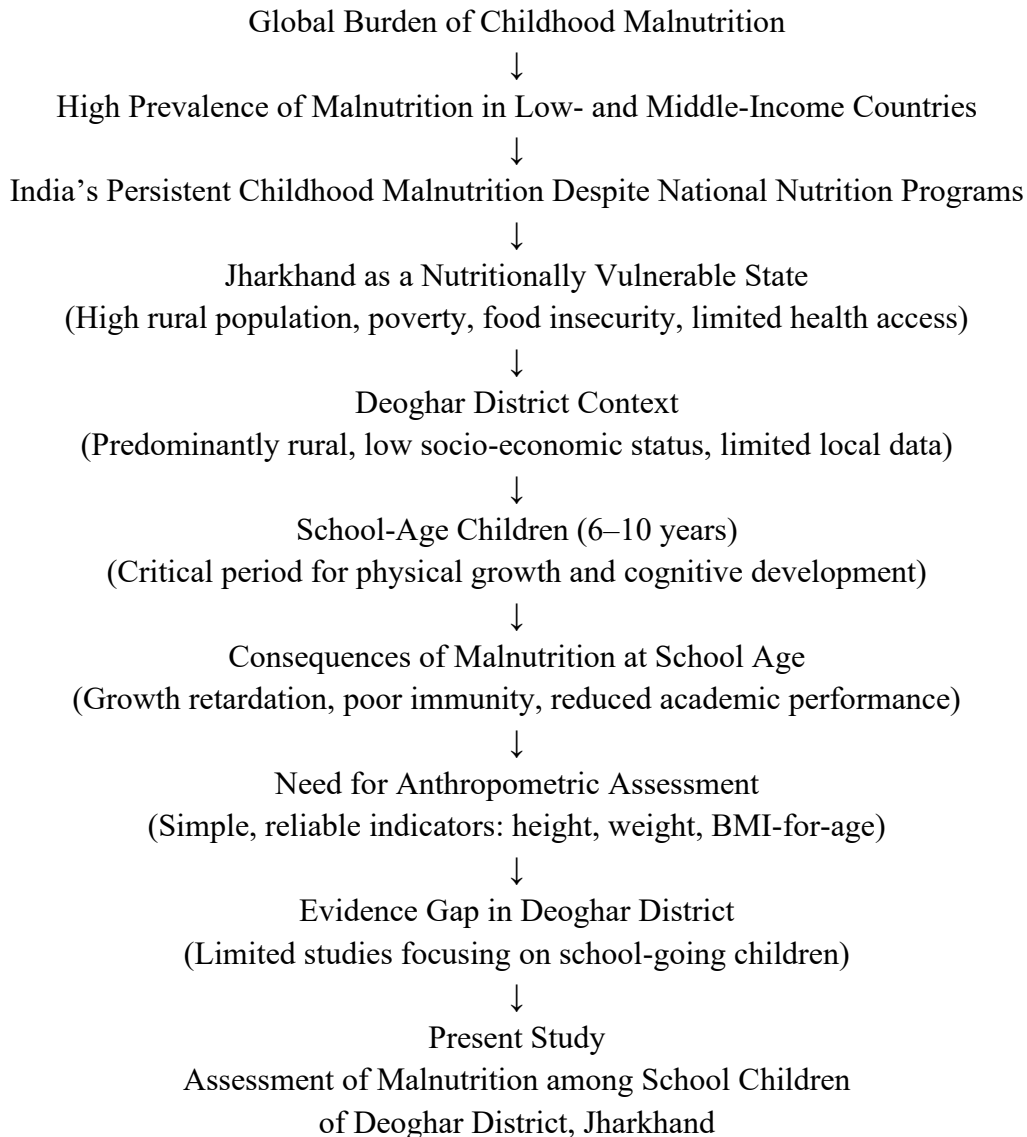 Global Burden of Childhood Malnutrition
↓
High Prevalence of Malnutrition in Low- and Middle-Income Countries
↓
India’s Persistent Childhood Malnutrition Despite National Nutrition Programs
↓
Jharkhand as a Nutritionally Vulnerable State
(High rural population, poverty, food insecurity, limited health access)
↓
Deoghar District Context
(Predominantly rural, low socio-economic status, limited local data)
↓
School-Age Children (6–10 years)
(Critical period for physical growth and cognitive development)
↓
Consequences of Malnutrition at School Age
(Growth retardation, poor immunity, reduced academic performance)
↓
Need for Anthropometric Assessment
(Simple, reliable indicators: height, weight, BMI-for-age)
↓
Evidence Gap in Deoghar District
(Limited studies focusing on school-going children)
↓
Present Study
Assessment of Malnutrition among School Children
of Deoghar District, Jharkhand